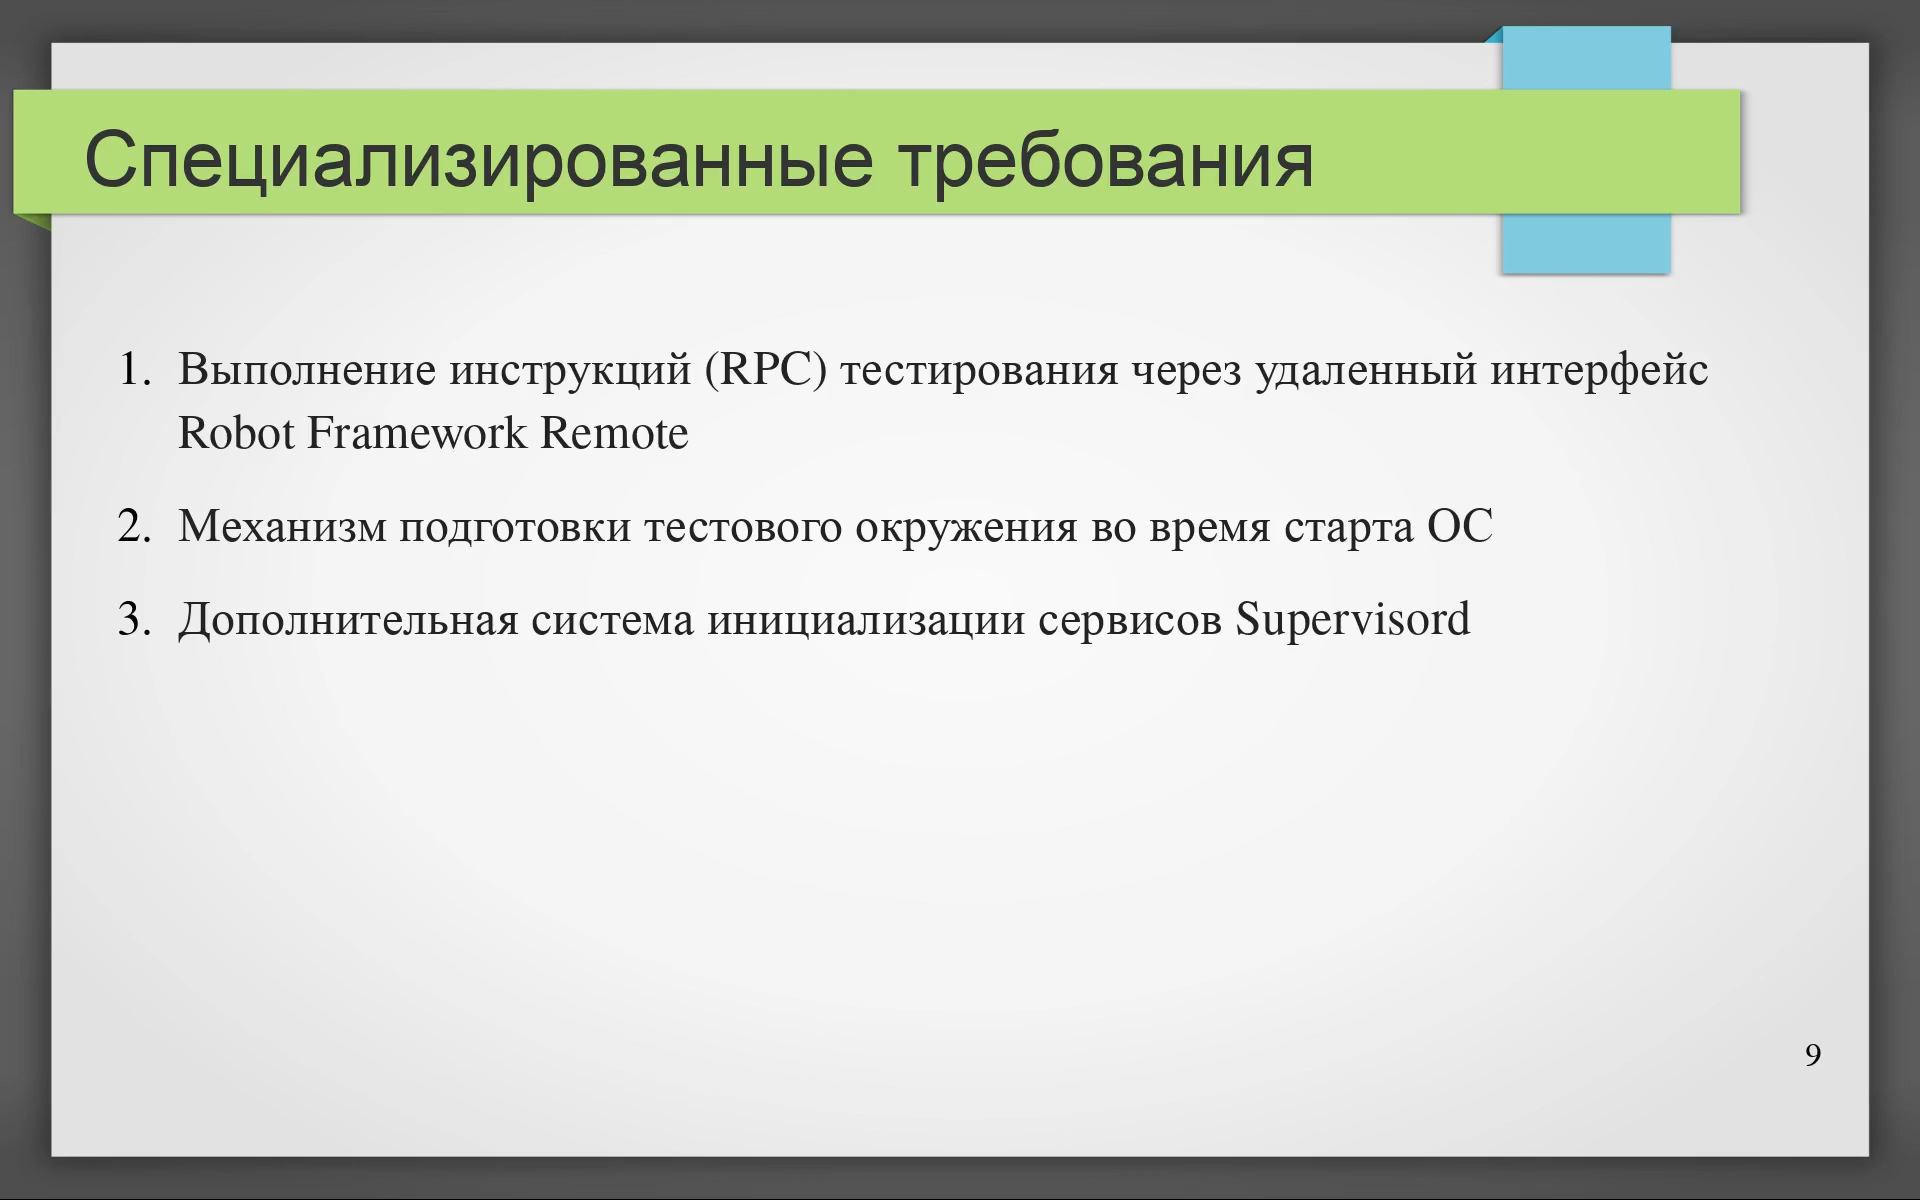 Специализированные требования
1. Выполнение инструкций (RPC) тестирования через удаленный интерфейс
Robot Framework Remote
2. Механизм подготовки тестового окружения во время старта ОС
3. Дополнительная система инициализации сервисов Supervisord
9